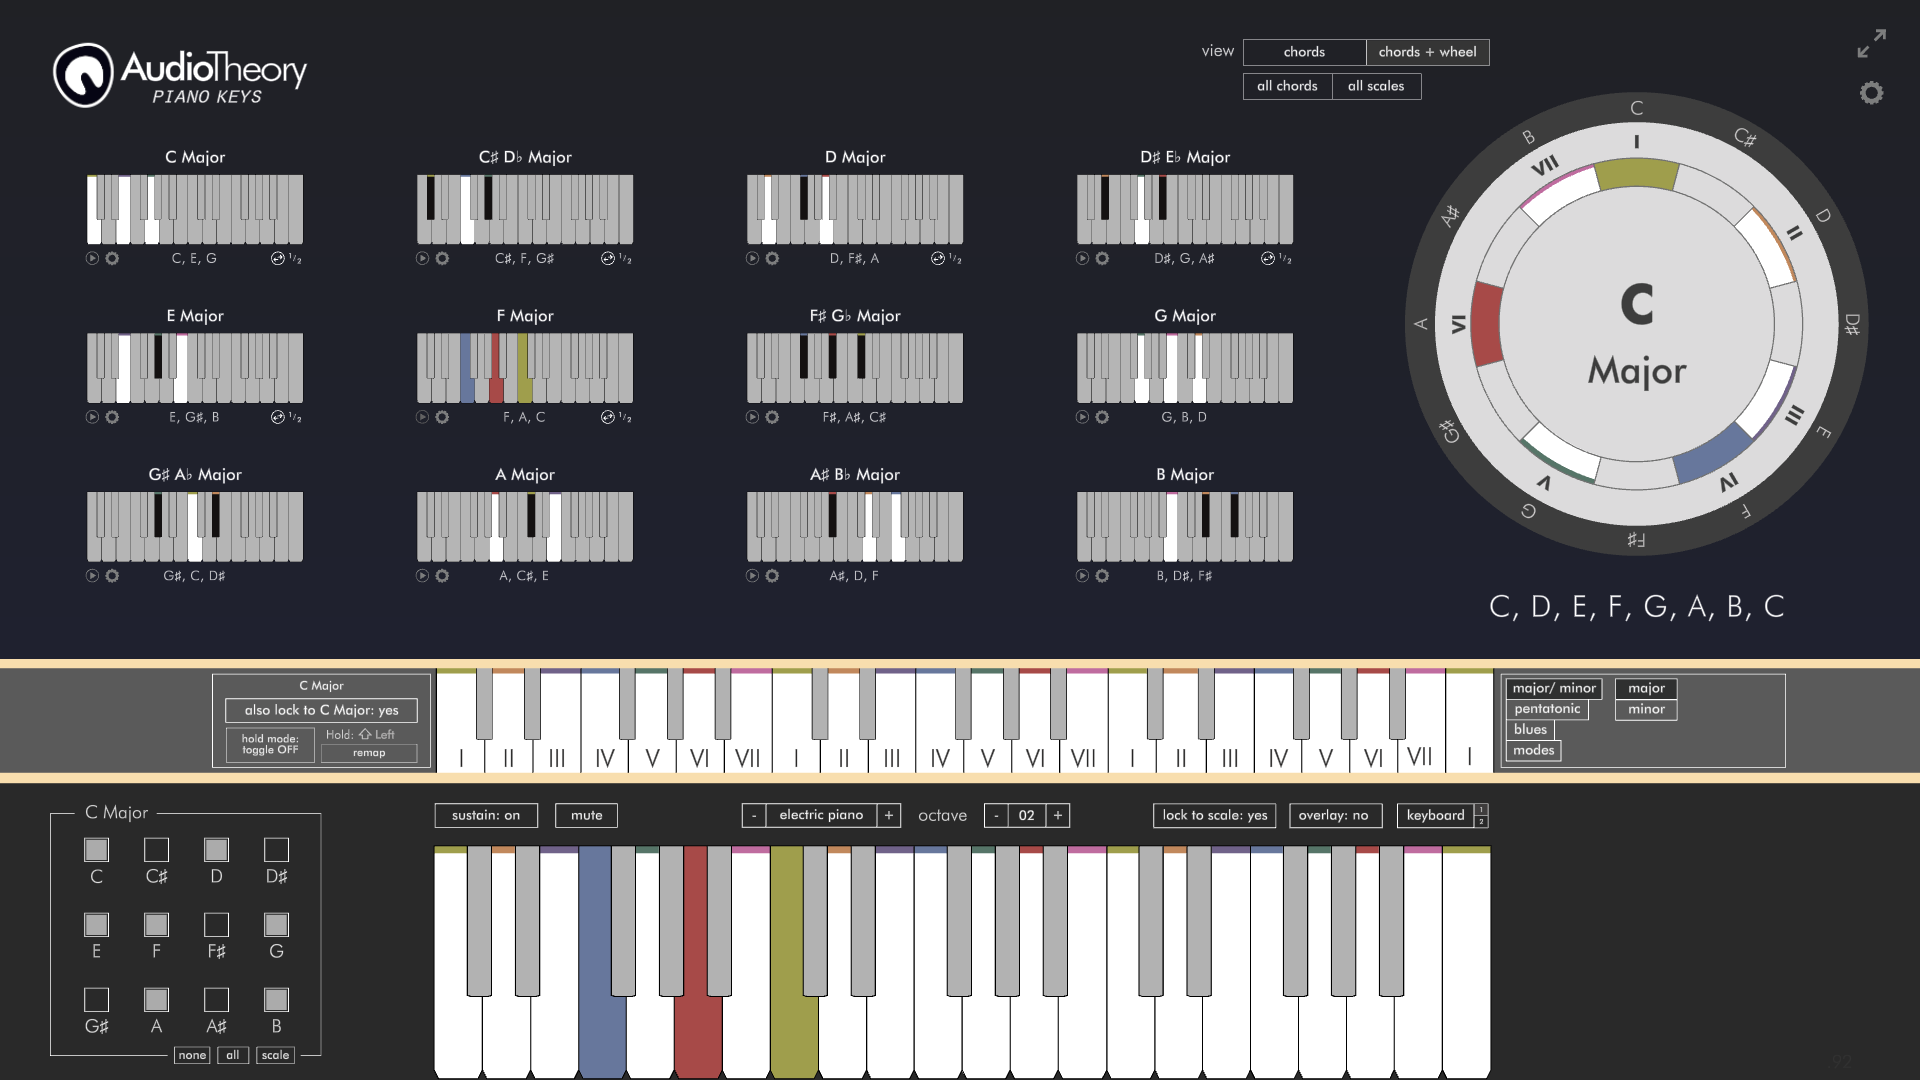 AudioTheory
PIANO KEYS
view
chords
chords + wheel
all chords
all scales
C Major
C♯ D♭ Major
D Major
D♯ E♭ Major
C, E, G
1/2
C♯, F, G♯
1/2
D, F♯, A
1/2
D♯, G, A♯
1/2
E Major
F Major
F♯ G♭ Major
G Major
E, G♯, B
1/2
F, A, C
1/2
F♯, A♯, C♯
G, B, D
G♯ A♭ Major
A Major
A♯ B♭ Major
B Major
G♯, C, D♯
A, C♯, E
A♯, D, F
B, D♯, F♯
C
C♯
D
D♯
E
F
F♯
G
G♯
A
A♯
B
I
II
III
IV
V
VI
VII
C
Major
C, D, E, F, G, A, B, C
C Major
also lock to C Major: yes
hold mode:
toggle OFF
Hold: Left
remap
I II III IV V VI VII I II III IV V VI VII I II III IV V VI VII I
major/ minor
pentatonic
blues
modes
major
minor
C Major
C C♯ D D♯
E F F♯ G
G♯ A A♯ B
none all scale
sustain: on
mute
- electric piano +
octave
- 02 +
lock to scale: yes
overlay: no
keyboard
1
2
92